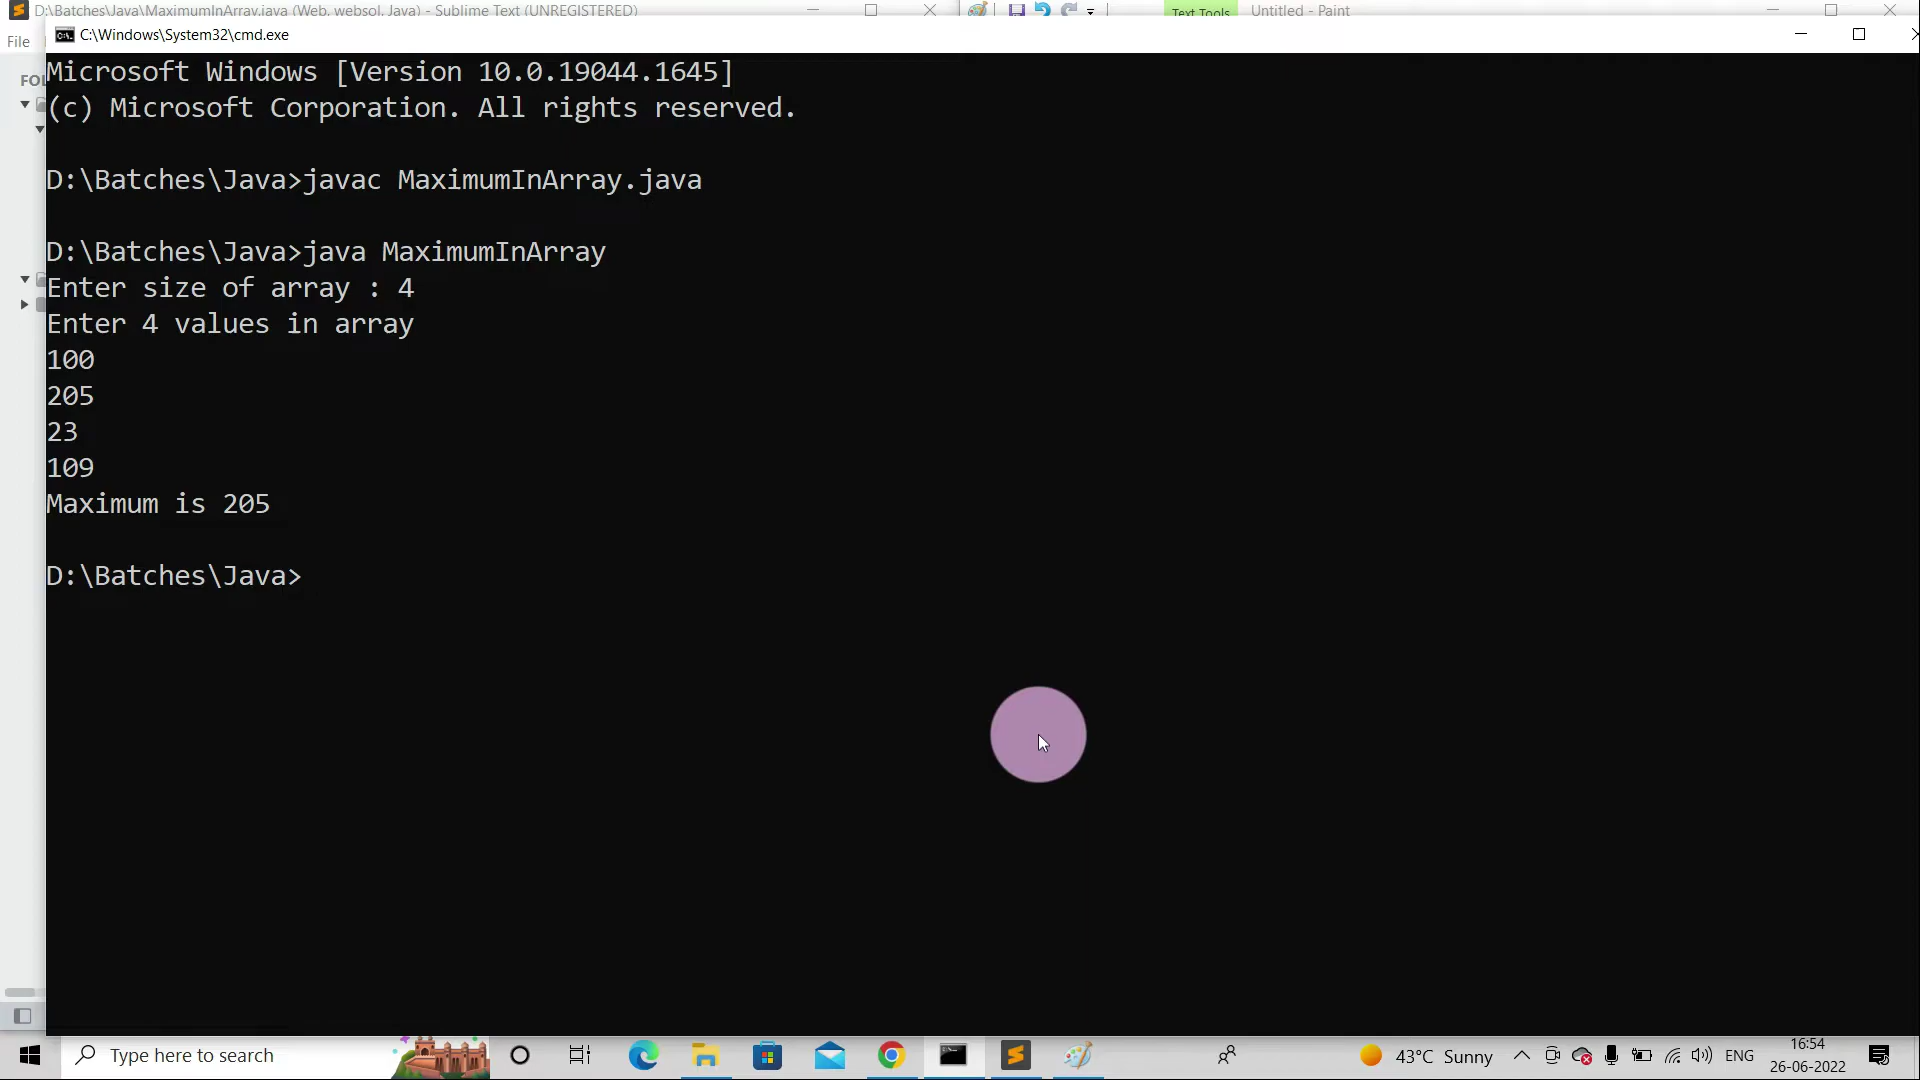 D:\Batches\Java\MaximumInArray.java (Web, websol, Java) - Sublime Text (UNREGISTERED)
Text Tools
Untitled - Paint
File
C:\Windows\System32\cmd.exe
Microsoft Windows [Version 10.0.19044.1645]
(c) Microsoft Corporation. All rights reserved.
D:\Batches\Java>javac MaximumInArray.java
D:\Batches\Java>java MaximumInArray
Enter size of array : 4
Enter 4 values in array
100
205
23
109
Maximum is 205
D:\Batches\Java>
Type here to search
43°C Sunny
ENG
16:54
26-06-2022